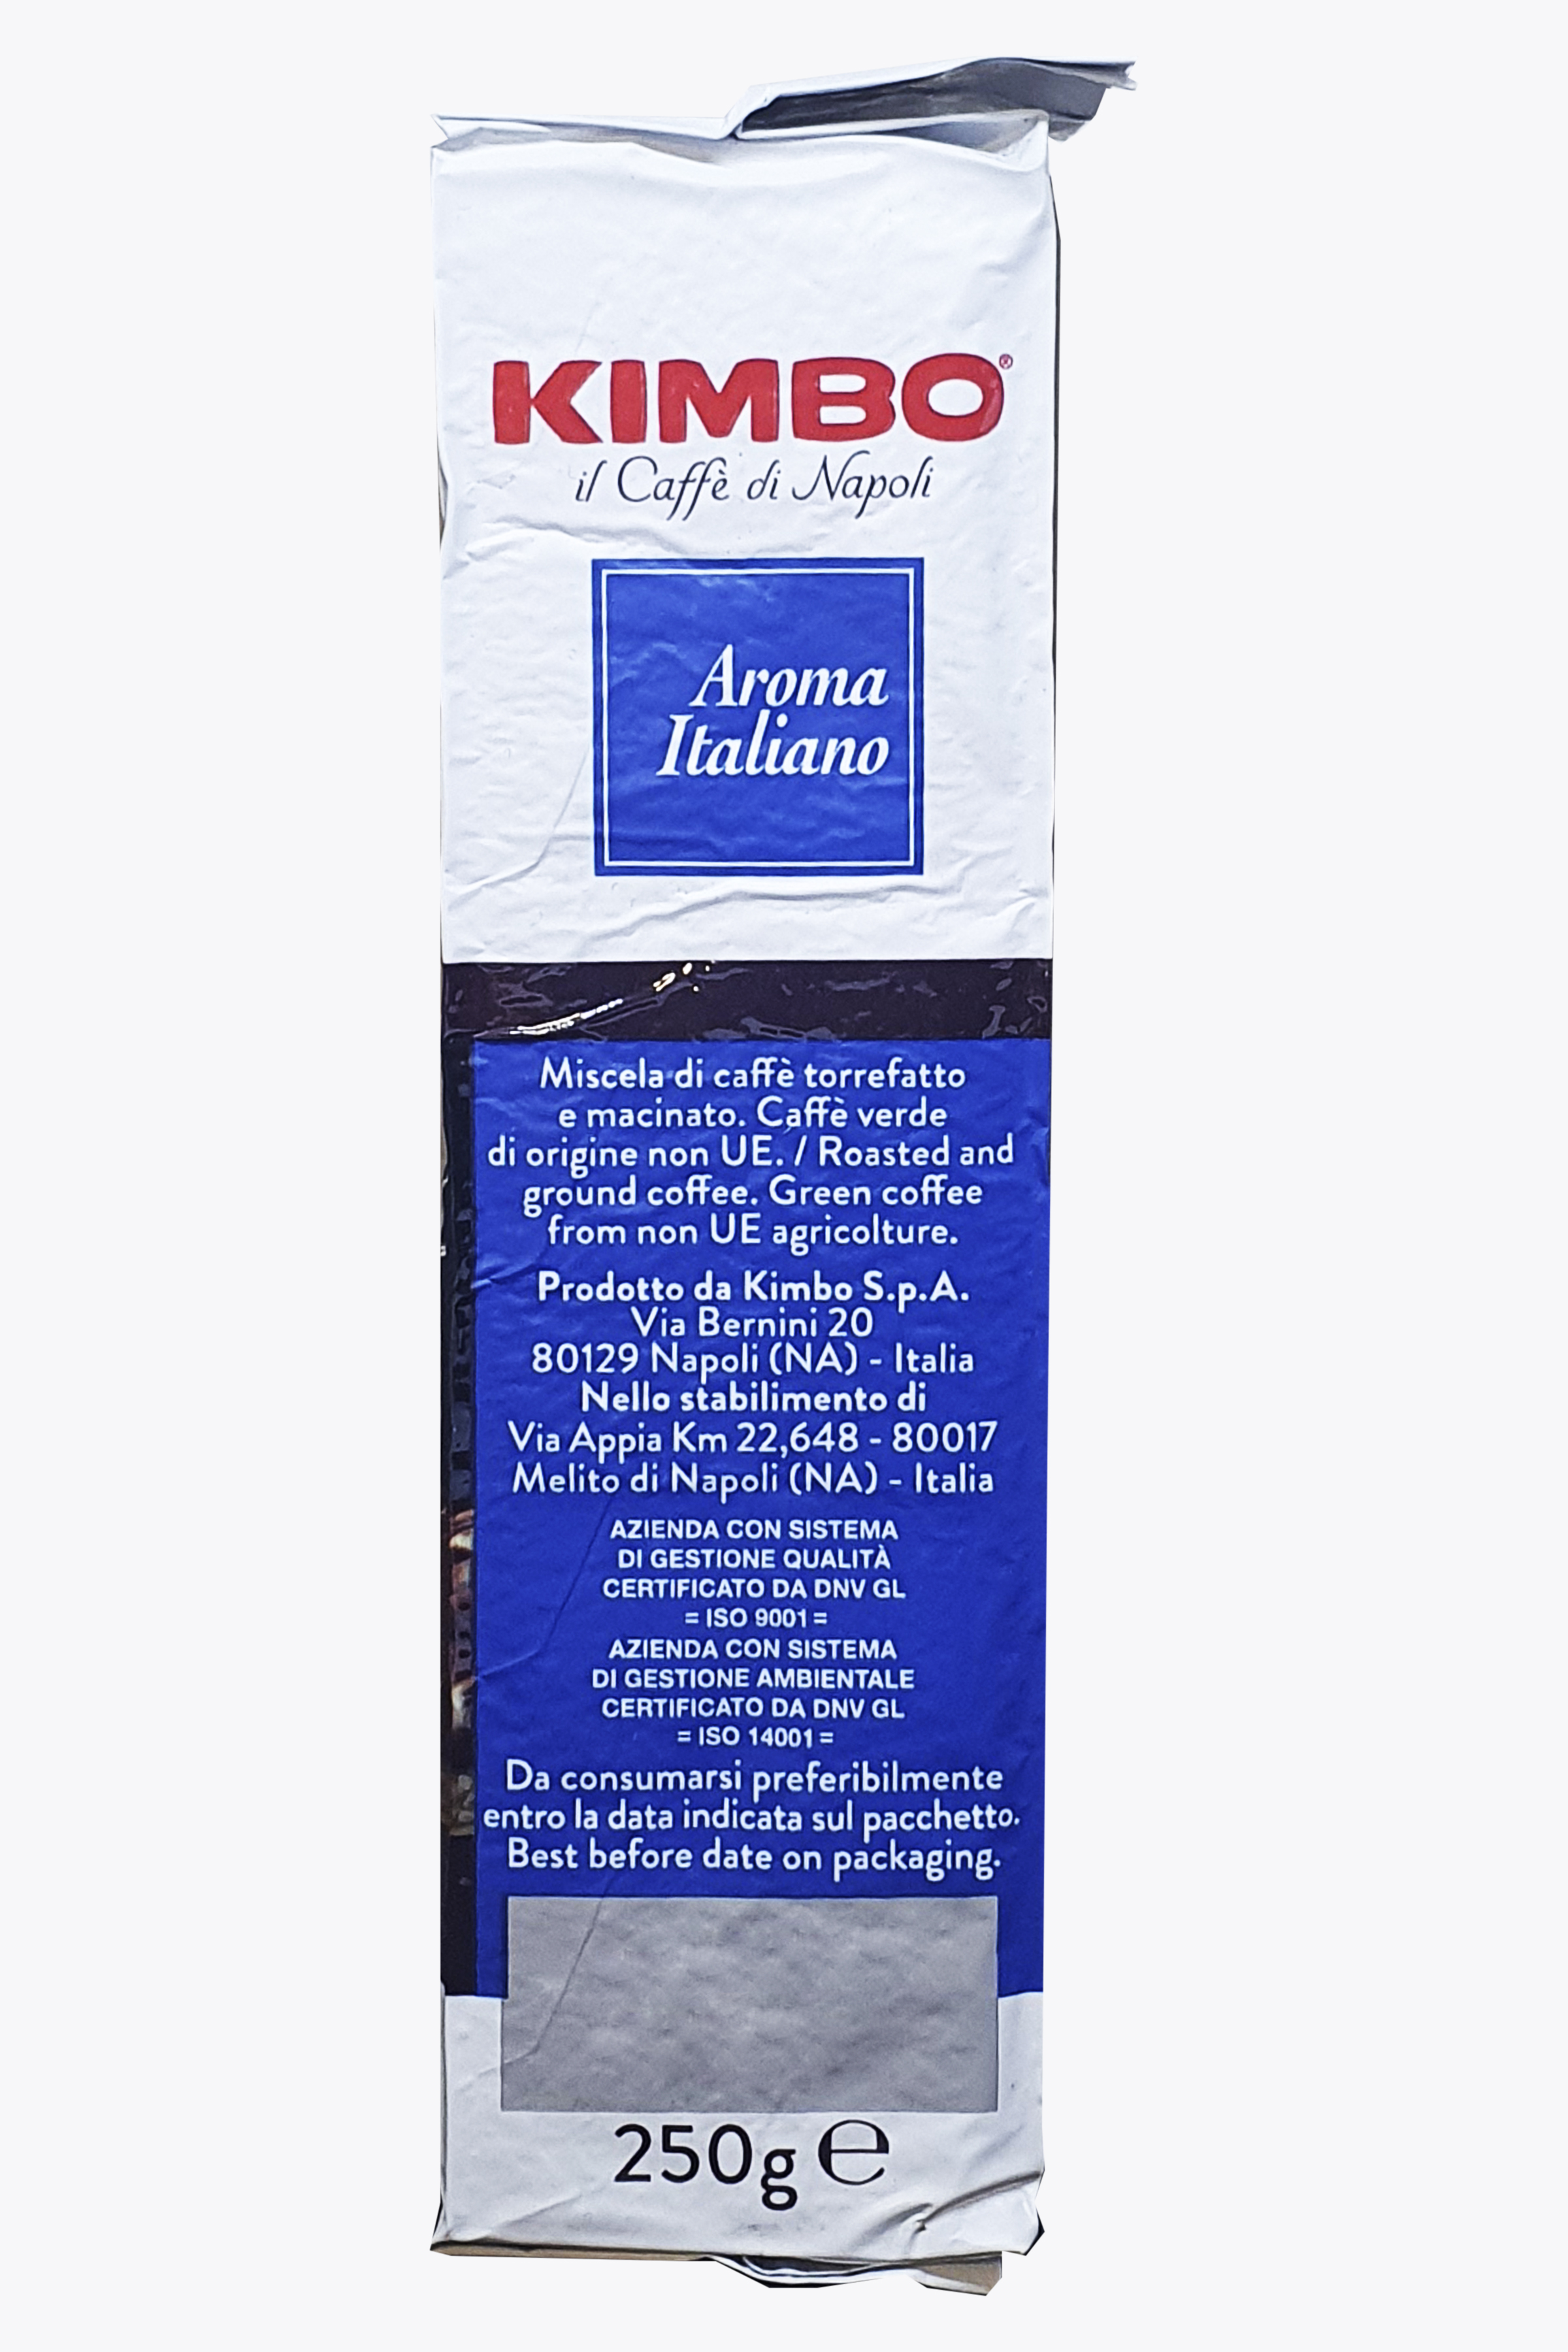 KIMBO®
il Caffè di Napoli
Aroma
Italiano
Miscela di caffè torrefatto
e macinato. Caffè verde
di origine non UE. / Roasted and
ground coffee. Green coffee
from non UE agricolture.
Prodotto da Kimbo S.p.A.
Via Bernini 20
80129 Napoli (NA) - Italia
Nello stabilimento di
Via Appia Km 22,648 - 80017
Melito di Napoli (NA) - Italia
AZIENDA CON SISTEMA
DI GESTIONE QUALITÀ
CERTIFICATO DA DNV GL
= ISO 9001 =
AZIENDA CON SISTEMA
DI GESTIONE AMBIENTALE
CERTIFICATO DA DNV GL
= ISO 14001 =
Da consumarsi preferibilmente
entro la data indicata sul pacchetto.
Best before date on packaging.
250g ℮